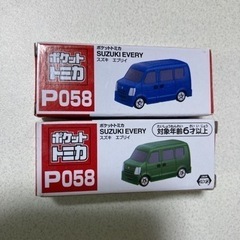 ポケット
トミカ
P058
ポケットトミカ
SUZUKI EVERY
スズキ エブリイ
ポケット
トミカ
P058
ポケットトミカ
SUZUKI EVERY
スズキ エブリイ
対象年齢6才以上